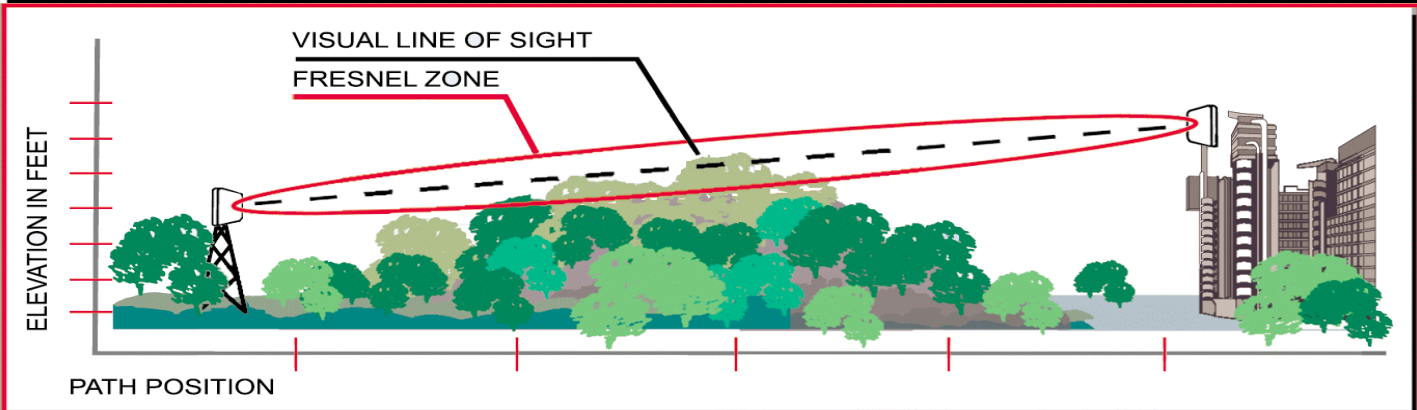 VISUAL LINE OF SIGHT
FRESNEL ZONE
ELEVATION IN FEET
PATH POSITION